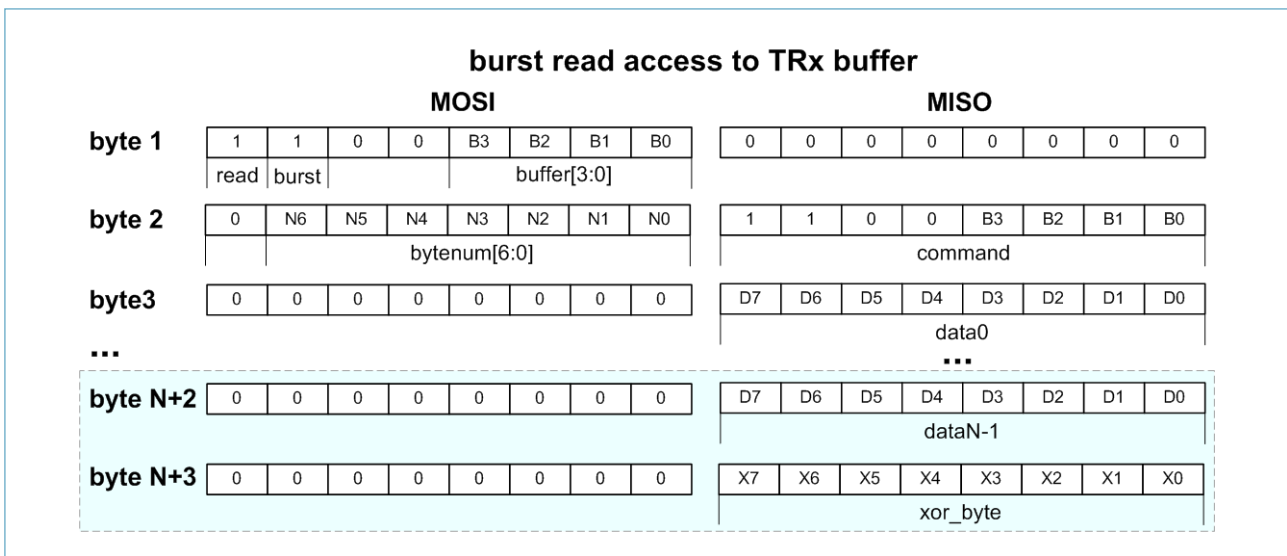 burst read access to TRx buffer
MOSI MISO
byte 1 1 1 0 0 B3 B2 B1 B0 0 0 0 0 0 0 0 0
read burst buffer[3:0]
byte 2 0 N6 N5 N4 N3 N2 N1 N0 1 1 0 0 B3 B2 B1 B0
bytenum[6:0] command
byte3 0 0 0 0 0 0 0 0 D7 D6 D5 D4 D3 D2 D1 D0
data0
... ...
byte N+2 0 0 0 0 0 0 0 0 D7 D6 D5 D4 D3 D2 D1 D0
dataN-1
byte N+3 0 0 0 0 0 0 0 0 X7 X6 X5 X4 X3 X2 X1 X0
xor_byte